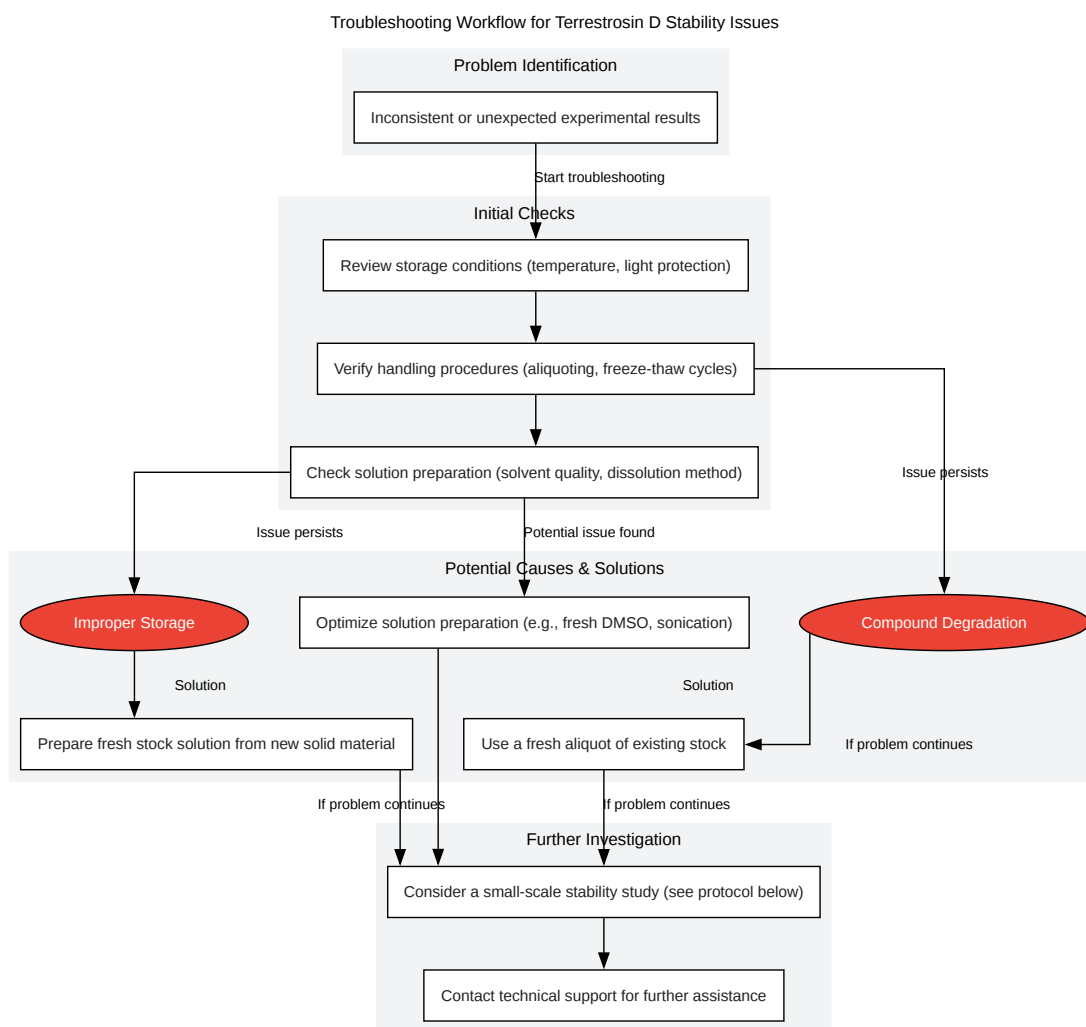 Troubleshooting Workflow for Terrestrosin D Stability Issues
Problem Identification
Inconsistent or unexpected experimental results
Start troubleshooting
Initial Checks
Review storage conditions (temperature, light protection)
Verify handling procedures (aliquoting, freeze-thaw cycles)
Check solution preparation (solvent quality, dissolution method)
Issue persists
Issue persists
Potential issue found
Potential Causes & Solutions
Improper Storage
Optimize solution preparation (e.g., fresh DMSO, sonication)
Compound Degradation
Solution
Solution
Prepare fresh stock solution from new solid material
Use a fresh aliquot of existing stock
If problem continues
If problem continues
If problem continues
Further Investigation
Consider a small-scale stability study (see protocol below)
Contact technical support for further assistance